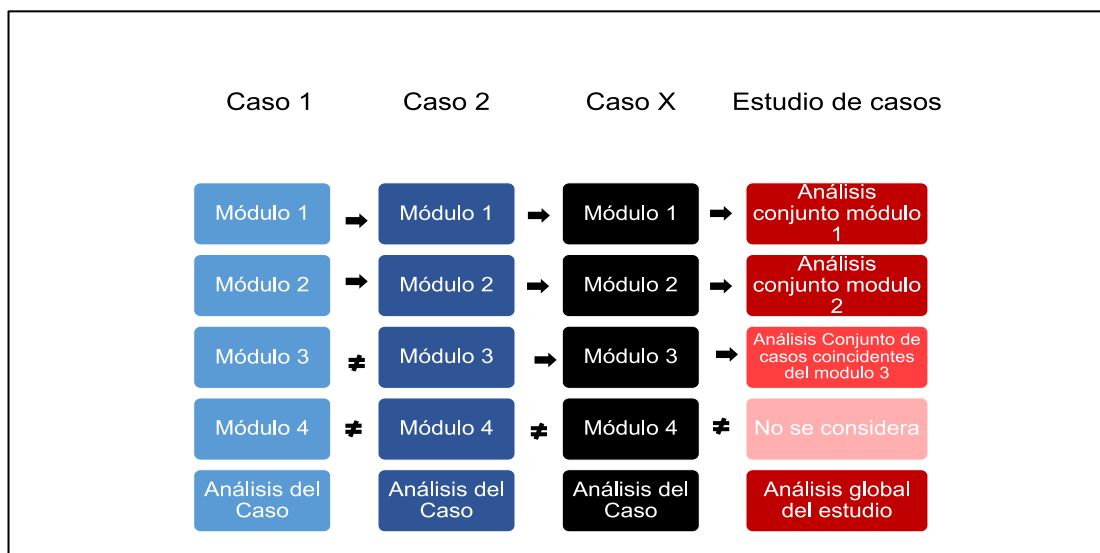 Caso 1
Caso 2
Caso X
Estudio de casos
Módulo 1
➡
Módulo 1
➡
Módulo 1
➡
Análisis
conjunto módulo
1
Módulo 2
➡
Módulo 2
➡
Módulo 2
➡
Análisis
conjunto modulo
2
Módulo 3
≠
Módulo 3
➡
Módulo 3
➡
Análisis Conjunto de
casos coincidentes
del modulo 3
Módulo 4
≠
Módulo 4
≠
Módulo 4
≠
No se considera
Análisis del
Caso
Análisis del
Caso
Análisis del
Caso
Análisis global
del estudio